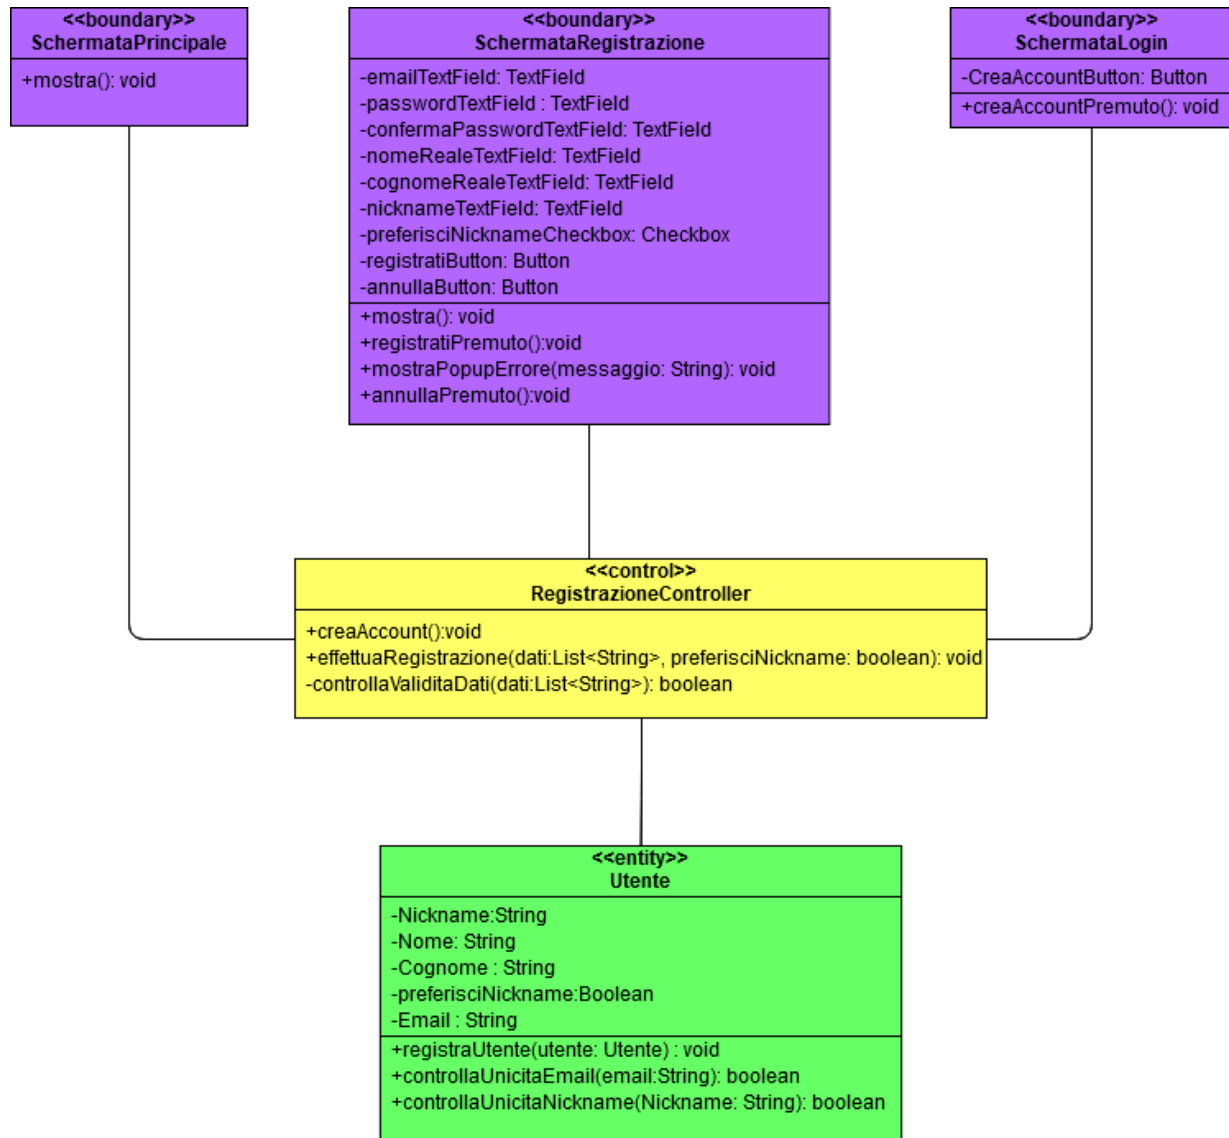 <<boundary>>
SchermataPrincipale
+mostra(): void
<<boundary>>
SchermataRegistrazione
-emailTextField: TextField
-passwordTextField : TextField
-confermaPasswordTextField: TextField
-nomeRealeTextField: TextField
-cognomeRealeTextField: TextField
-nicknameTextField: TextField
-preferisciNicknameCheckbox: Checkbox
-registratiButton: Button
-annullaButton: Button
+mostra(): void
+registratiPremuto():void
+mostraPopupErrore(messaggio: String): void
+annullaPremuto():void
<<boundary>>
SchermataLogin
-CreaAccountButton: Button
+creaAccountPremuto(): void
<<control>>
RegistrazioneController
+creaAccount():void
+effettuaRegistrazione(dati:List<String>, preferisciNickname: boolean): void
-controllaValiditaDati(dati:List<String>): boolean
<<entity>>
Utente
-Nickname:String
-Nome: String
-Cognome : String
-preferisciNickname:Boolean
-Email : String
+registraUtente(utente: Utente) : void
+controllaUnicitaEmail(email:String): boolean
+controllaUnicitaNickname(Nickname: String): boolean